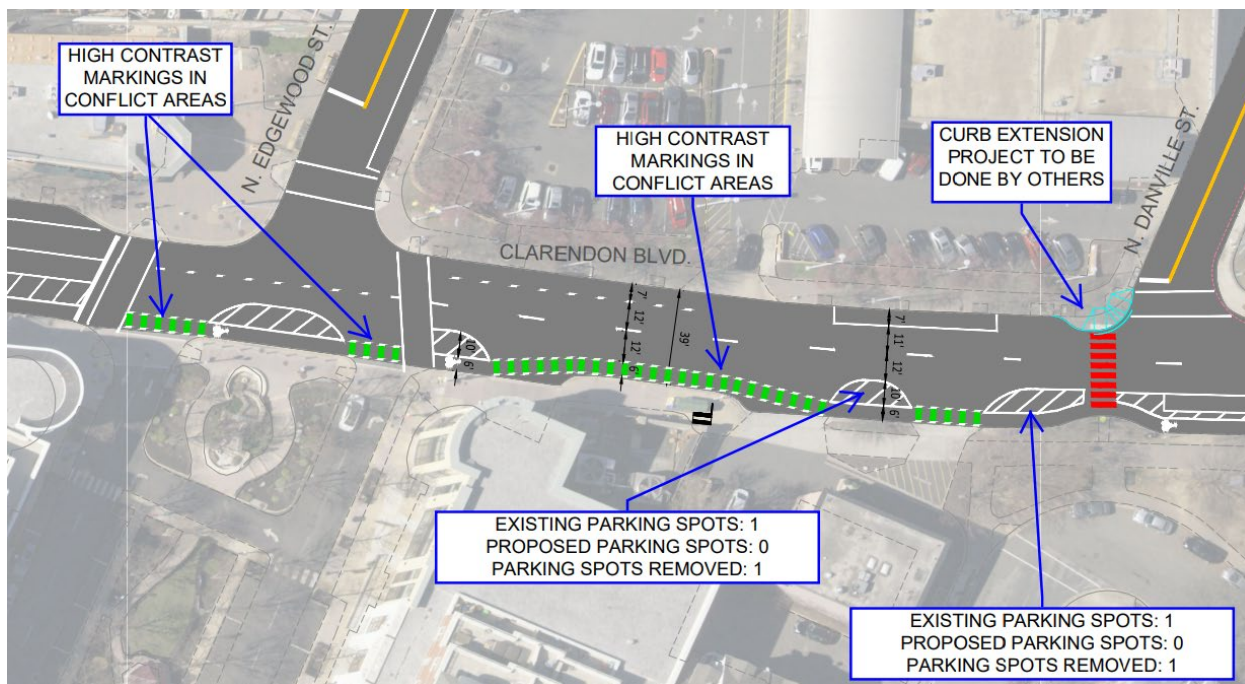 HIGH CONTRAST
MARKINGS IN
CONFLICT AREAS
N. EDGEWOOD ST.
HIGH CONTRAST
MARKINGS IN
CONFLICT AREAS
CURB EXTENSION
PROJECT TO BE
DONE BY OTHERS
N. DANVILLE ST.
CLARENDON BLVD.
7'
12'
12'
6'
39'
7'
11'
12'
10'
6'
10'
6'
EXISTING PARKING SPOTS: 1
PROPOSED PARKING SPOTS: 0
PARKING SPOTS REMOVED: 1
EXISTING PARKING SPOTS: 1
PROPOSED PARKING SPOTS: 0
PARKING SPOTS REMOVED: 1